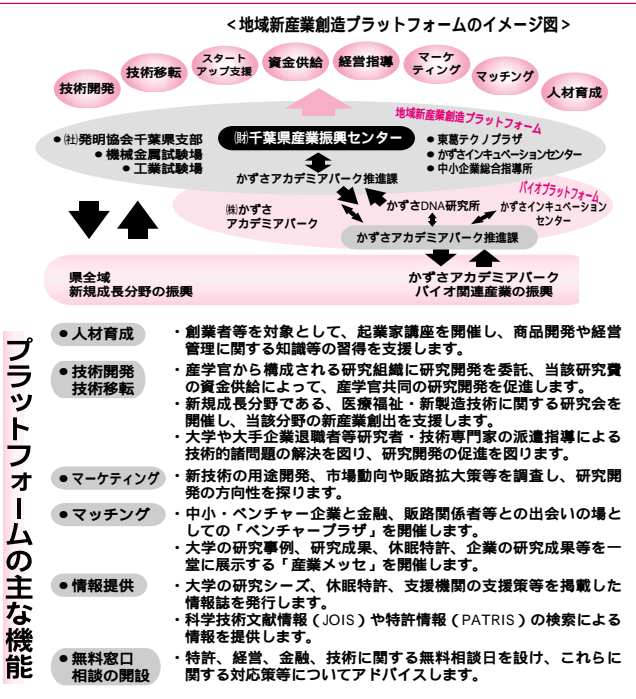 <地域新産業創造プラットフォームのイメージ図>
技術開発
技術移転
スタート
アップ支援
資金供給
経営指導
マーケ
ティング
マッチング
人材育成
地域新産業創造プラットフォーム
●㈳発明協会千葉県支部
●機械金属試験場
●工業試験場
㈶千葉県産業振興センター
●東葛テクノプラザ
●かずさインキュベーションセンター
●中小企業総合指導所
かずさアカデミアパーク推進課
バイオプラットフォーム
㈱かずさ
アカデミアパーク
かずさDNA研究所
かずさインキュベーション
センター
かずさアカデミアパーク推進課
県全域
新規成長分野の振興
かずさアカデミアパーク
バイオ関連産業の振興
プラットフォームの主な機能
●人材育成
・創業者等を対象として、起業家講座を開催し、商品開発や経営
管理に関する知識等の習得を支援します。
●技術開発
技術移転
・産学官から構成される研究組織に研究開発を委託、当該研究費
の資金供給によって、産学官共同の研究開発を促進します。
・新規成長分野である、医療福祉・新製造技術に関する研究会を
開催し、当該分野の新産業創出を支援します。
・大学や大手企業退職者等研究者・技術専門家の派遣指導による
技術的諸問題の解決を図り、研究開発の促進を図ります。
●マーケティング
・新技術の用途開発、市場動向や販路拡大策等を調査し、研究開
発の方向性を探ります。
●マッチング
・中小・ベンチャー企業と金融、販路関係者等との出会いの場と
しての「ベンチャープラザ」を開催します。
・大学の研究事例、研究成果、休眠特許、企業の研究成果等を一
堂に展示する「産業メッセ」を開催します。
●情報提供
・大学の研究シーズ、休眠特許、支援機関の支援策等を掲載した
情報誌を発行します。
・科学技術文献情報（JOIS）や特許情報（PATRIS）の検索による
情報を提供します。
●無料窓口
相談の開設
・特許、経営、金融、技術に関する無料相談日を設け、これらに
関する対応策等についてアドバイスします。